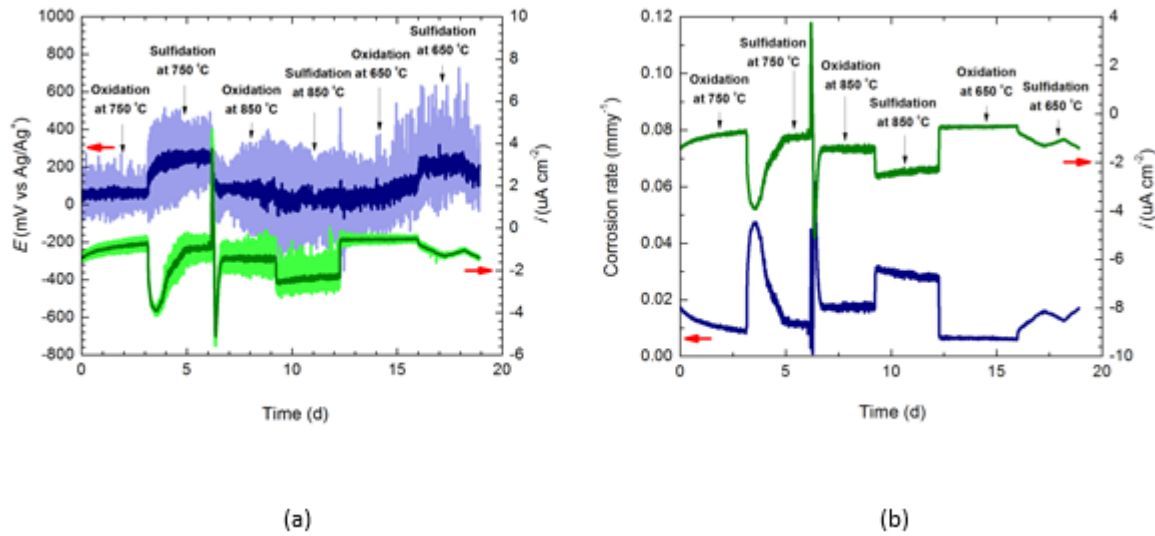 1000
800
600
400
200
0
-200
-400
-600
-800
E (mV vs Ag/Ag⁺)
10
8
6
4
2
0
-2
-4
-6
i (uA cm⁻²)
0
5
10
15
20
Time (d)
Oxidation
at 750 °C
Sulfidation
at 750 °C
Oxidation
at 850 °C
Sulfidation
at 850 °C
Oxidation
at 650 °C
Sulfidation
at 650 °C
(a)
0.12
0.10
0.08
0.06
0.04
0.02
0.00
Corrosion rate (mmy⁻¹)
4
2
0
-2
-4
-6
-8
-10
i (uA cm⁻²)
0
5
10
15
20
Time (d)
Oxidation
at 750 °C
Sulfidation
at 750 °C
Oxidation
at 850 °C
Sulfidation
at 850 °C
Oxidation
at 650 °C
Sulfidation
at 650 °C
(b)